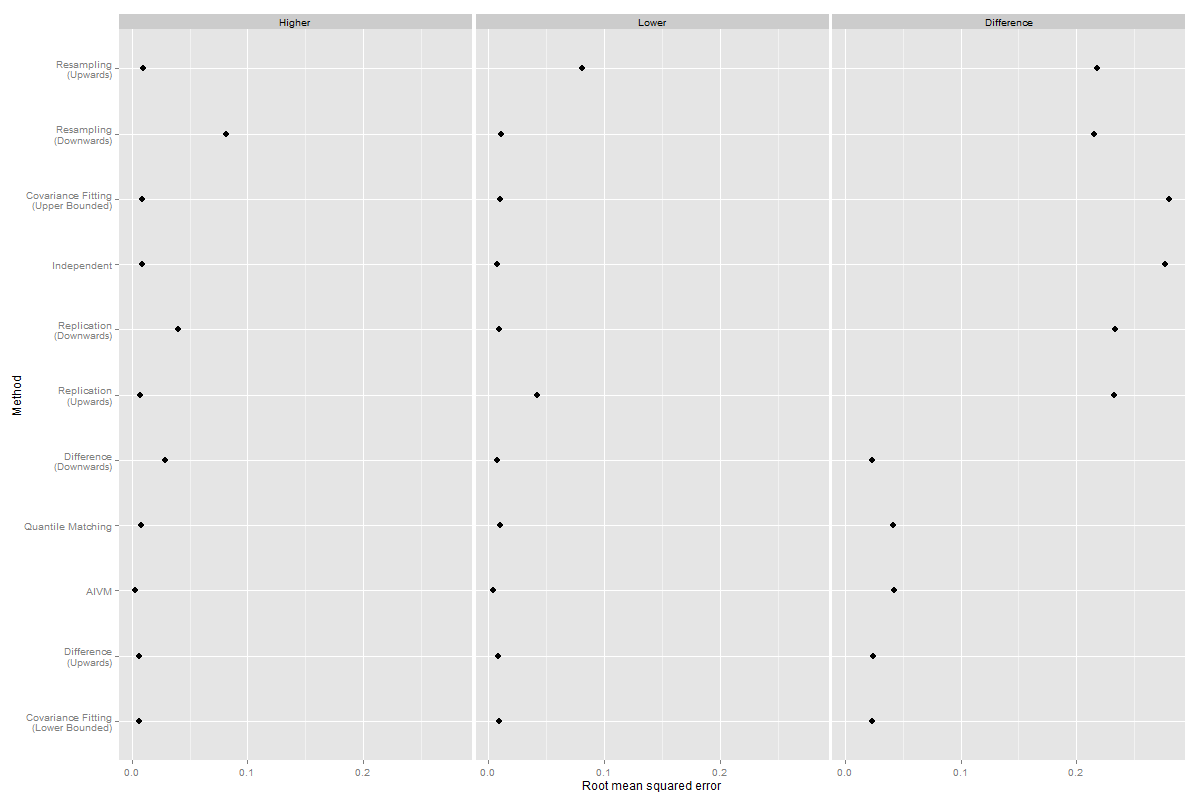 Higher
Lower
Difference
Resampling
(Upwards)
Resampling
(Downwards)
Covariance Fitting
(Upper Bounded)
Independent
Replication
(Downwards)
Replication
(Upwards)
Difference
(Downwards)
Quantile Matching
AIVM
Difference
(Upwards)
Covariance Fitting
(Lower Bounded)
Method
0.0
0.1
0.2
0.0
0.1
0.2
0.0
0.1
0.2
Root mean squared error